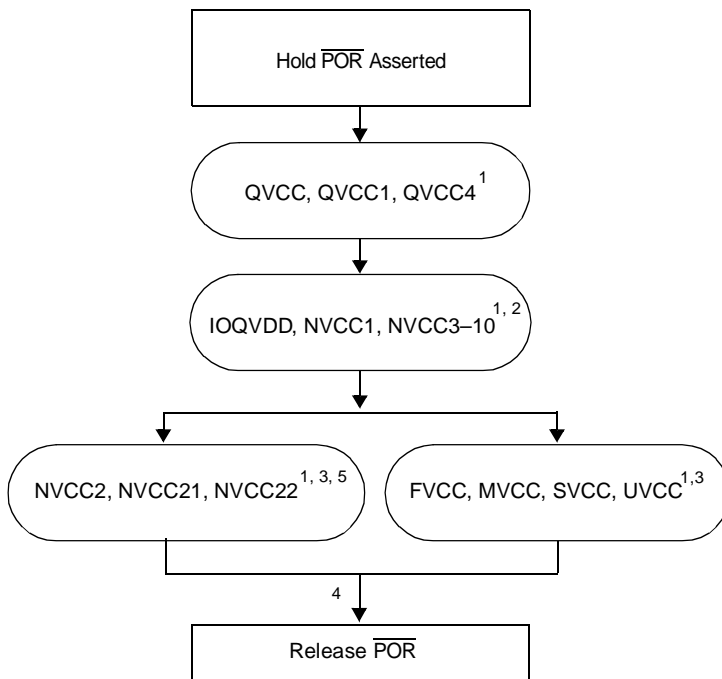 Hold POR Asserted
QVCC, QVCC1, QVCC4 1
IOQVDD, NVCC1, NVCC3–10 1, 2
NVCC2, NVCC21, NVCC22 1, 3, 5
FVCC, MVCC, SVCC, UVCC 1,3
4
Release POR